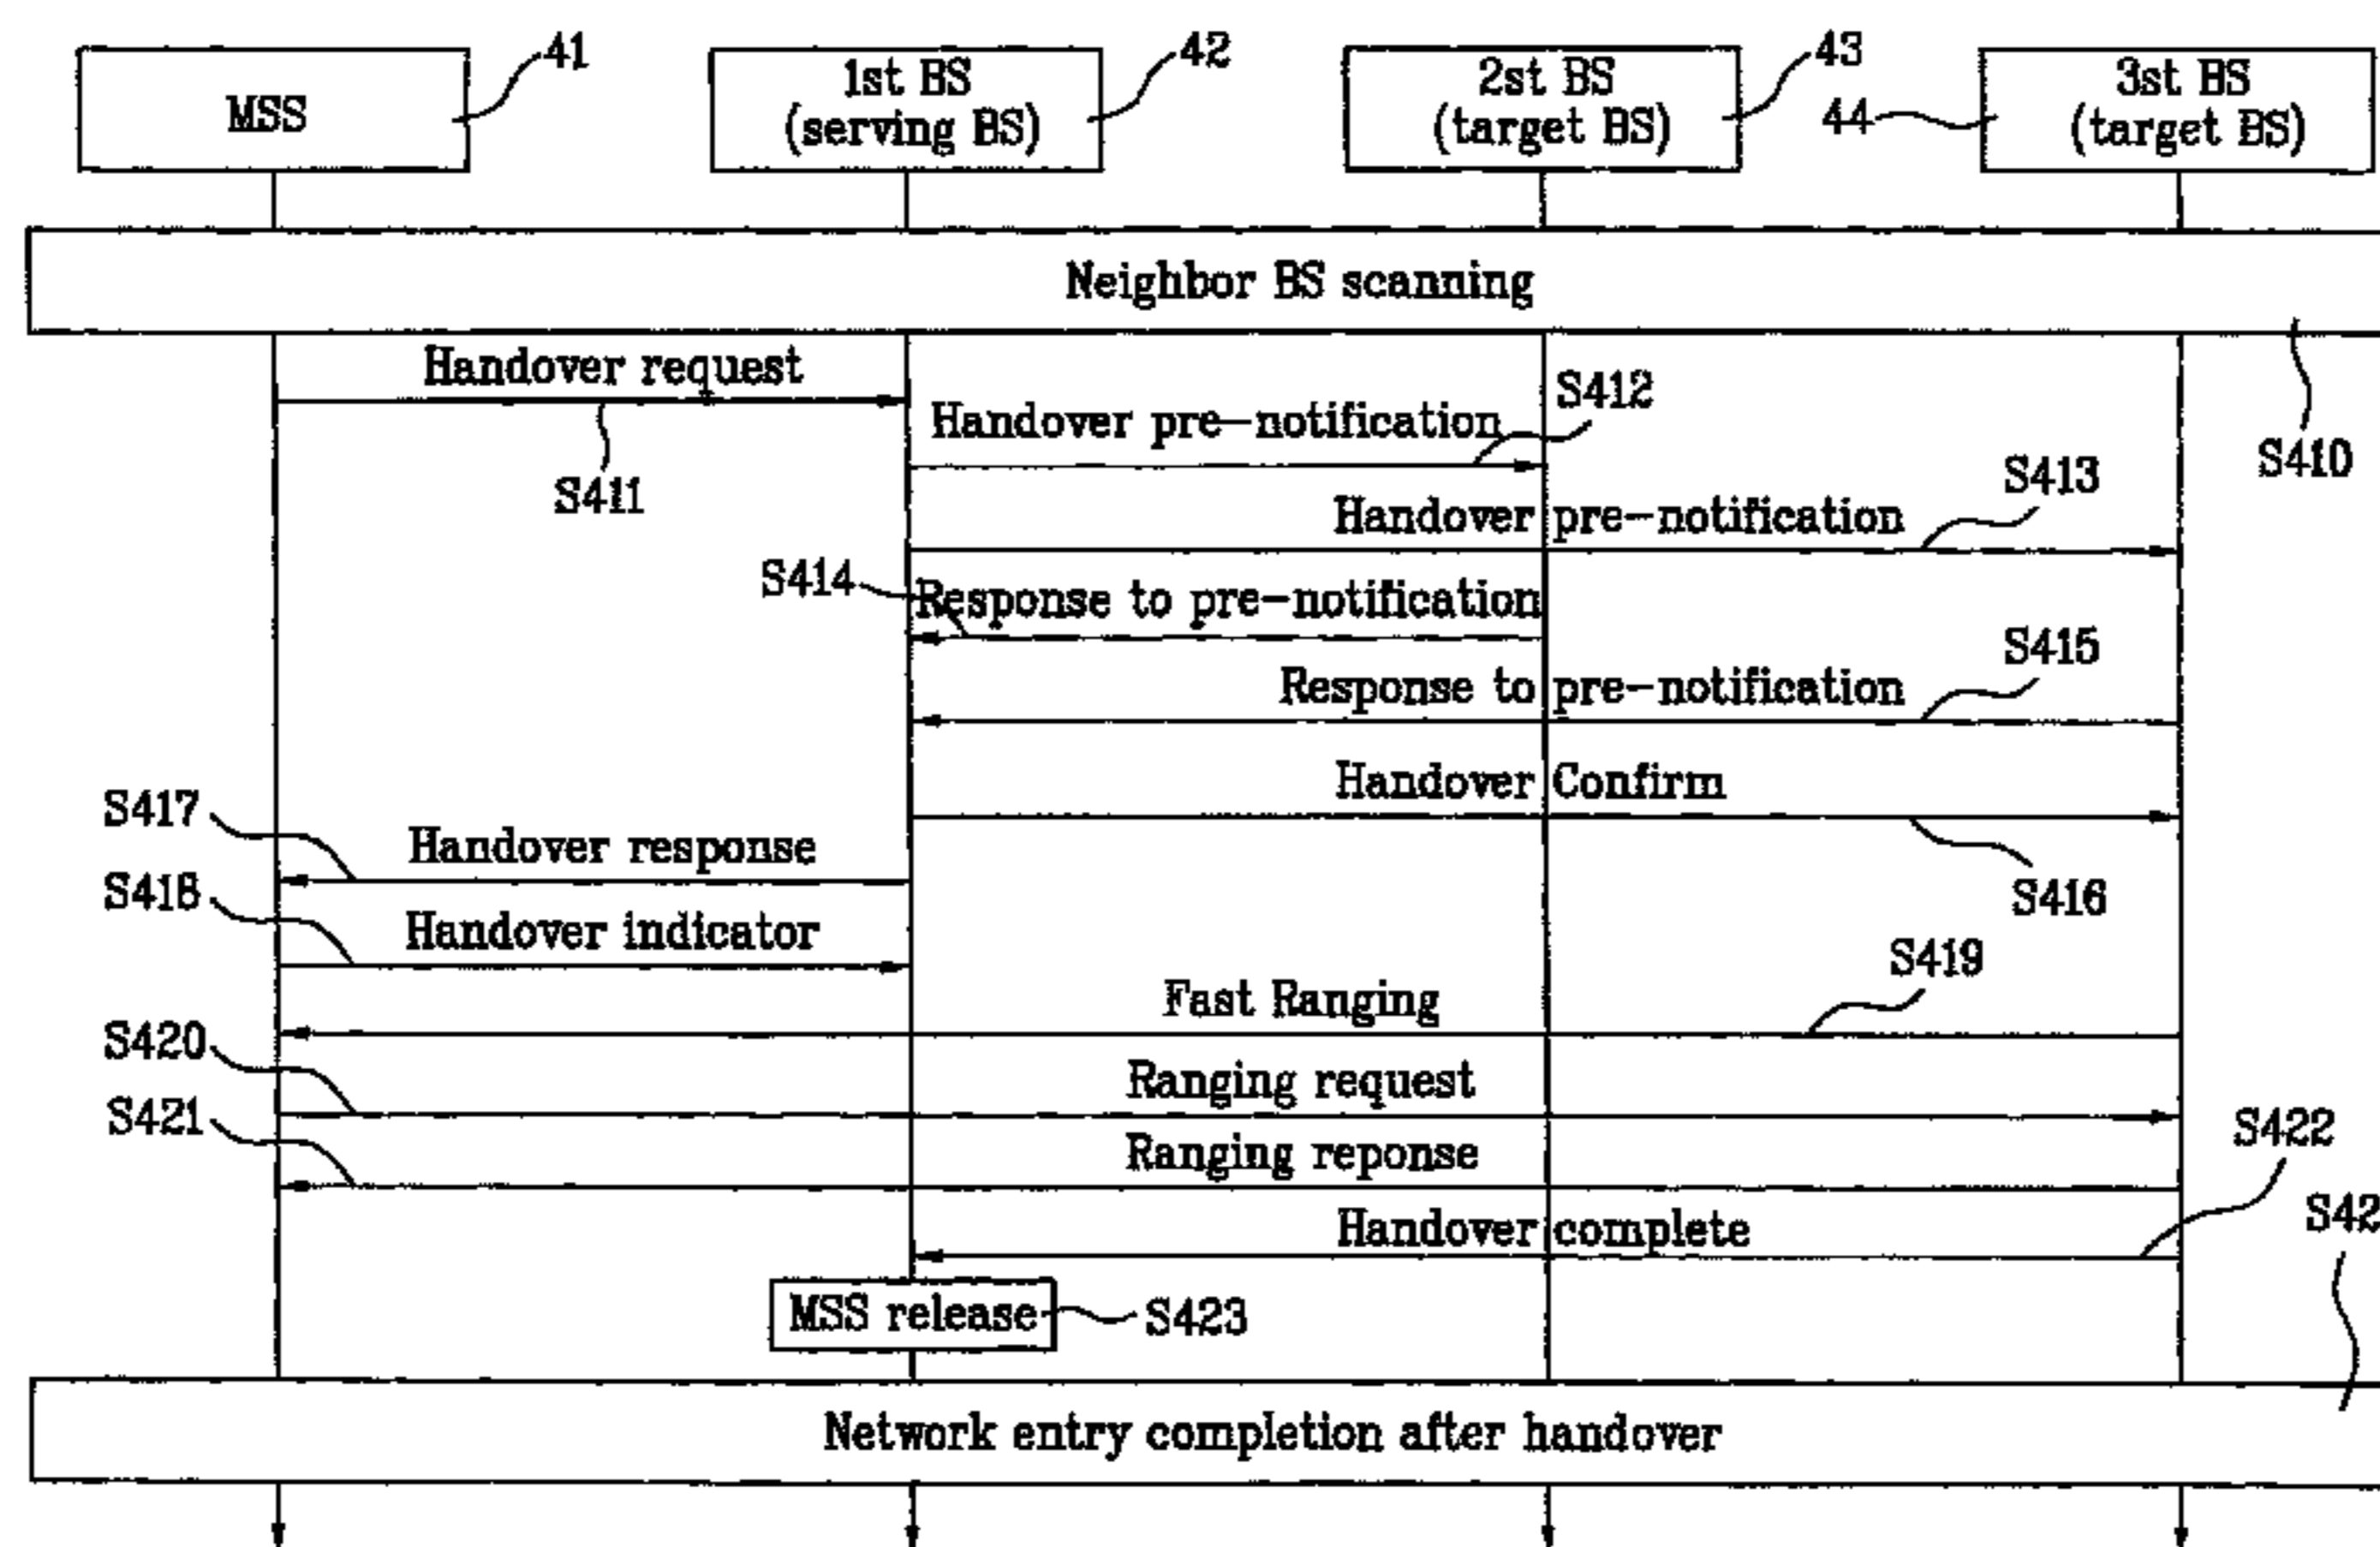 41
42
43
44
MSS
1st BS
(serving BS)
2st BS
(target BS)
3st BS
(target BS)
Neighbor BS scanning
S410
Handover request
S411
Handover pre-notification
S412
Handover pre-notification
S413
S414
Response to pre-notification
Response to pre-notification
S415
Handover Confirm
S416
S417
Handover response
S418
Handover indicator
Fast Ranging
S419
S420
Ranging request
S421
Ranging reponse
S422
Handover complete
S42
MSS release
S423
Network entry completion after handover